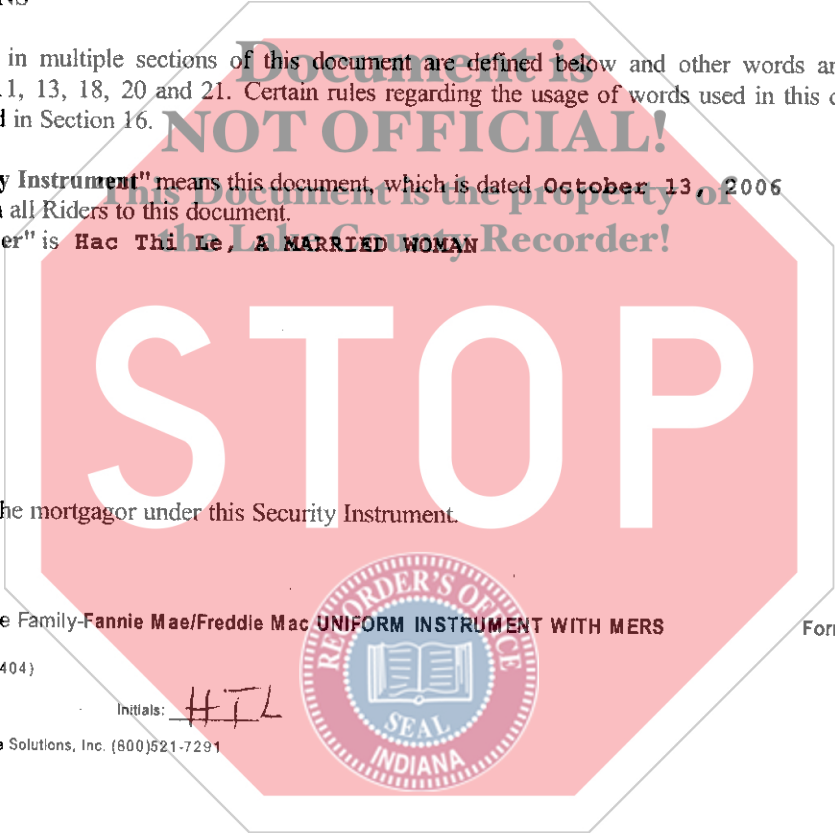 NS
in multiple sections of this document are defined below and other words ar
11, 13, 18, 20 and 21. Certain rules regarding the usage of words used in this d
d in Section 16.
Document is
NOT OFFICIAL!
This Document is the property of
the Lake County Recorder!
y Instrument" means this document, which is dated October 13, 2006
all Riders to this document.
er" is Hac Thi Le, A MARRIED WOMAN
STOP
he mortgagor under this Security Instrument.
e Family-Fannie Mae/Freddie Mac UNIFORM INSTRUMENT WITH MERS Form
404)
Initials: HTL
e Solutions, Inc. (800)521-7291
RECORDER'S OFFICE
SEAL
INDIANA